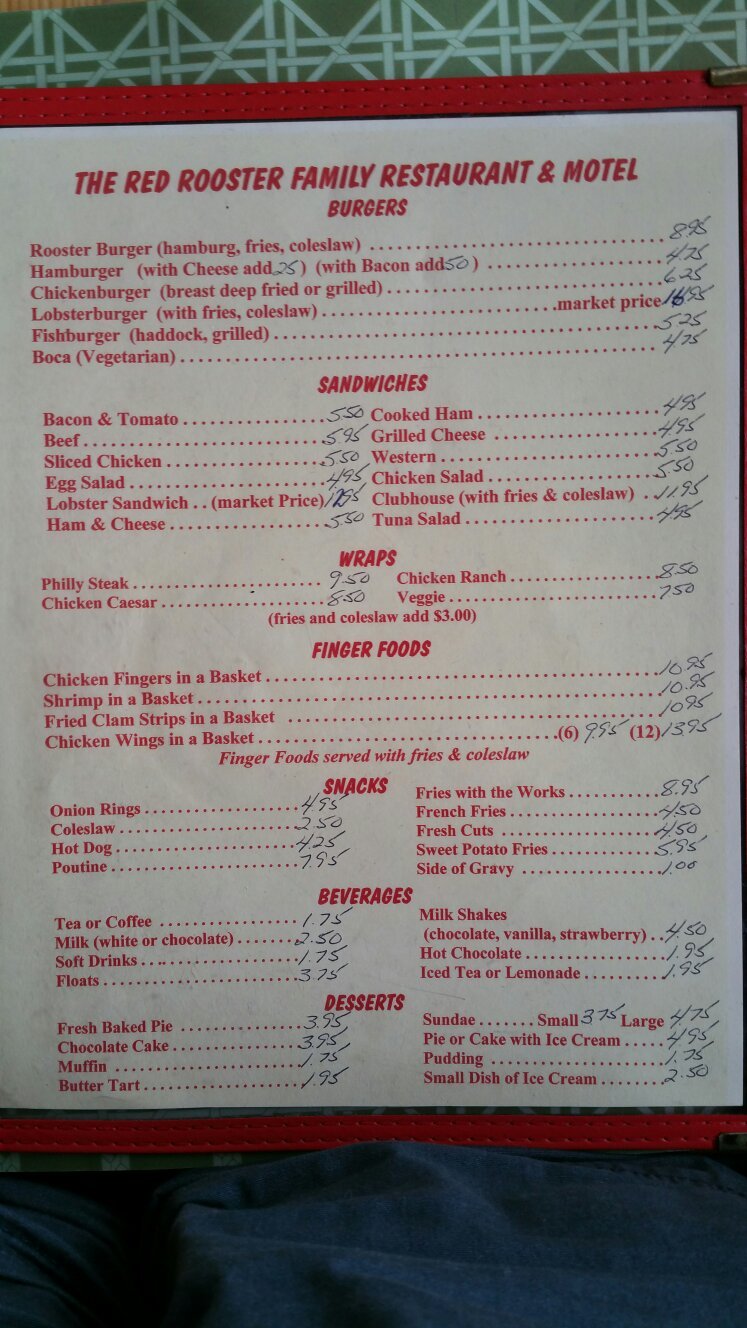 THE RED ROOSTER FAMILY RESTAURANT & MOTEL
BURGERS
Rooster Burger (hamburg, fries, coleslaw) 8.95
Hamburger (with Cheese add .25) (with Bacon add .50) 4.75
Chickenburger (breast deep fried or grilled) 6.25
Lobsterburger (with fries, coleslaw) market price 16.95
Fishburger (haddock, grilled) 5.25
Boca (Vegetarian) 4.75
SANDWICHES
Bacon & Tomato 5.50 Cooked Ham 4.95
Beef 5.95 Grilled Cheese 4.95
Sliced Chicken 5.50 Western 5.50
Egg Salad 4.95 Chicken Salad 5.50
Lobster Sandwich (market Price) Clubhouse (with fries & coleslaw) 11.95
Ham & Cheese 5.50 Tuna Salad 4.95
WRAPS
Philly Steak 9.50 Chicken Ranch 8.50
Chicken Caesar 8.50 Veggie 7.50
(fries and coleslaw add $3.00)
FINGER FOODS
Chicken Fingers in a Basket 10.95
Shrimp in a Basket 10.95
Fried Clam Strips in a Basket 10.95
Chicken Wings in a Basket (6) 9.95 (12) 13.95
Finger Foods served with fries & coleslaw
SNACKS
Onion Rings 4.95
Coleslaw 2.50
Hot Dog 4.25
Poutine 7.95
Fries with the Works 8.95
French Fries 4.50
Fresh Cuts 4.50
Sweet Potato Fries 5.95
Side of Gravy 1.00
BEVERAGES
Tea or Coffee 1.75
Milk (white or chocolate) 2.50
Soft Drinks 1.75
Floats 3.75
Milk Shakes
(chocolate, vanilla, strawberry) 4.50
Hot Chocolate 1.95
Iced Tea or Lemonade 1.95
DESSERTS
Fresh Baked Pie 3.95
Chocolate Cake 3.95
Muffin 1.75
Butter Tart 1.95
Sundae Small 3.75 Large 4.75
Pie or Cake with Ice Cream 4.95
Pudding 1.75
Small Dish of Ice Cream 2.50